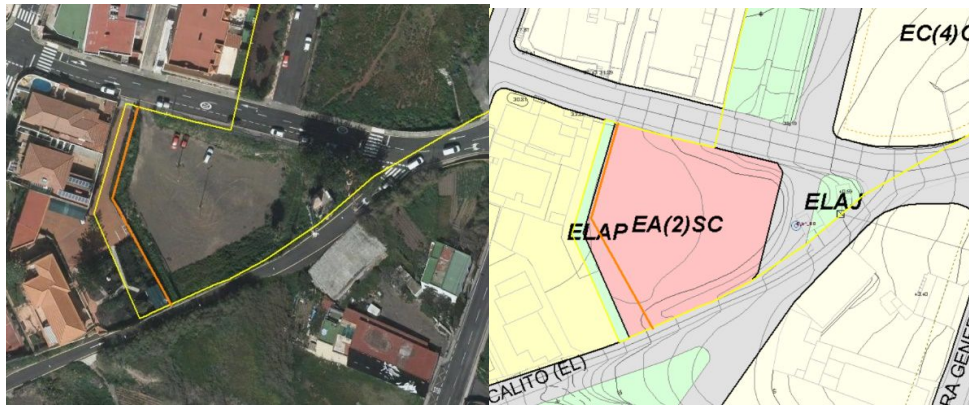 EC(4)C
ELAJ
ELAP
EA(2)SC
CALITO (EL)
RA GENE